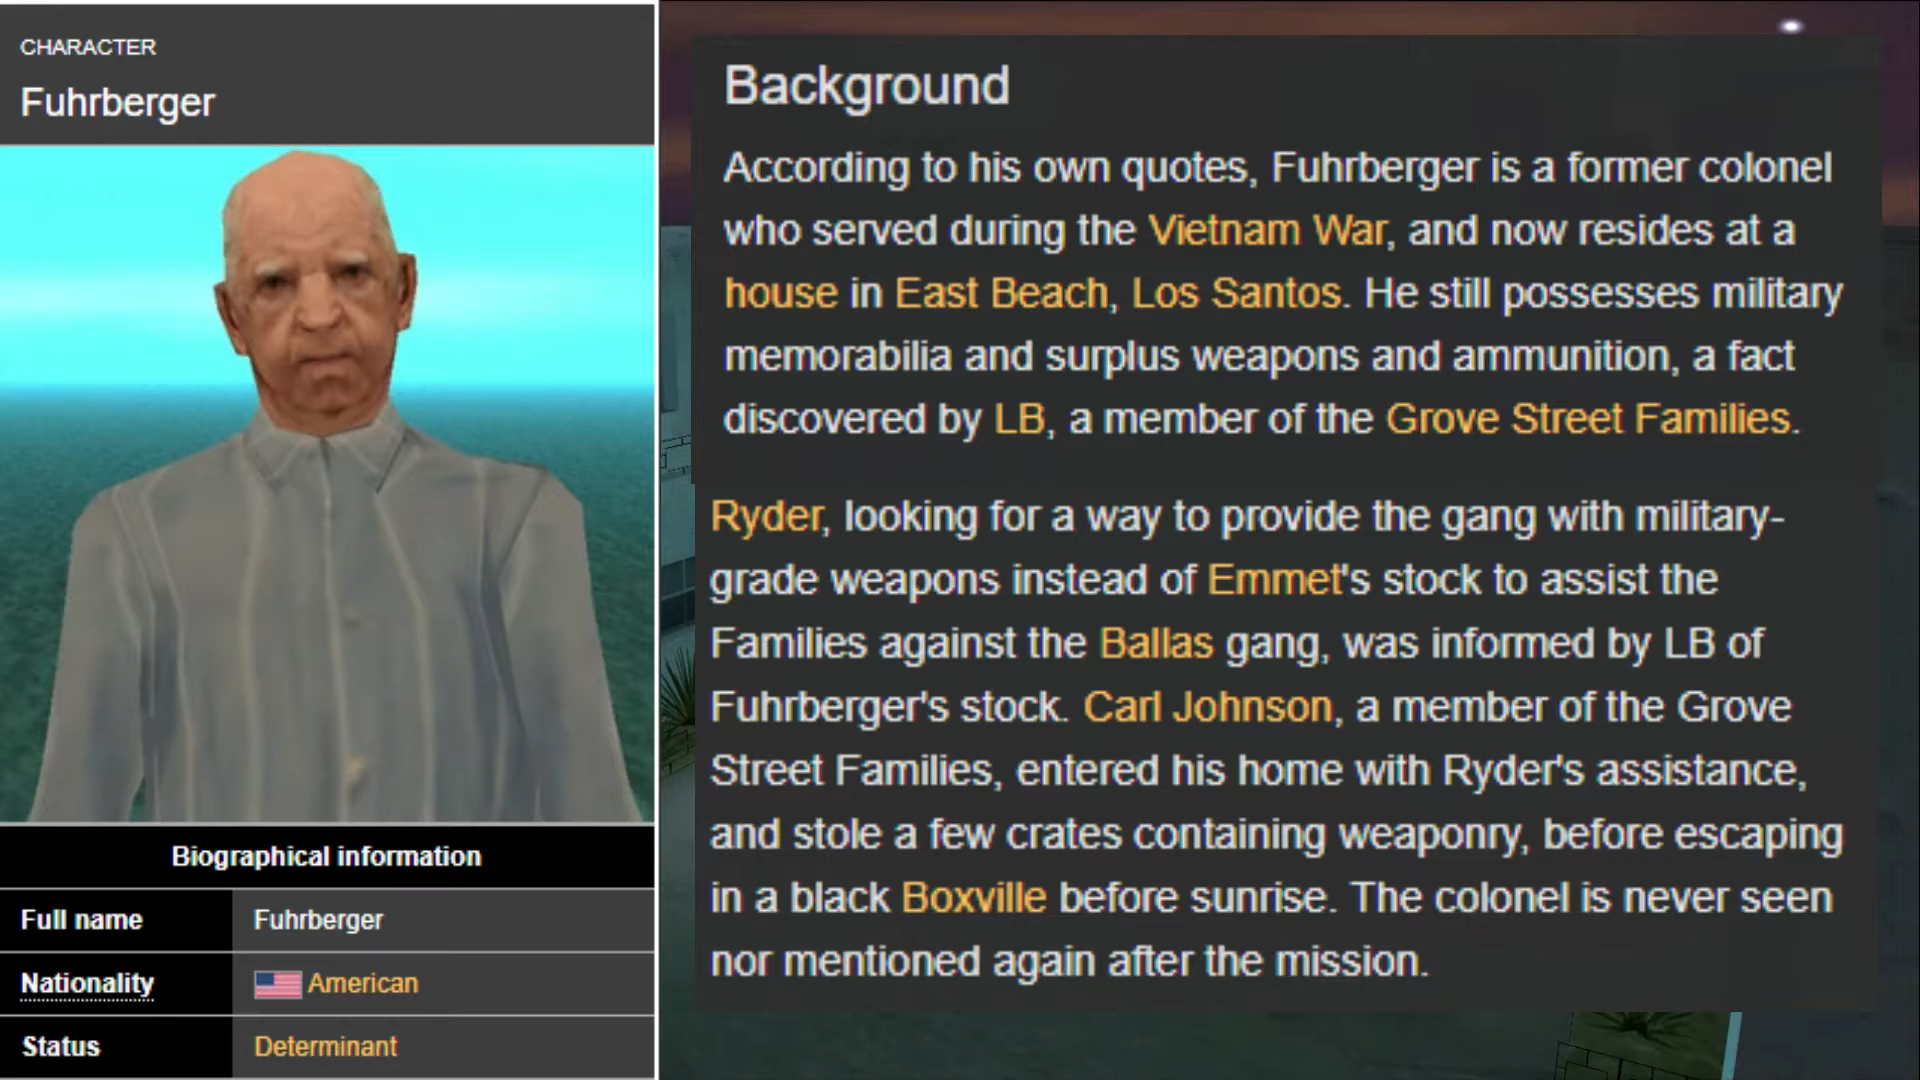 CHARACTER
Fuhrberger
Biographical information
Full name Fuhrberger
Nationality American
Status Determinant
Background
According to his own quotes, Fuhrberger is a former colonel
who served during the Vietnam War, and now resides at a
house in East Beach, Los Santos. He still possesses military
memorabilia and surplus weapons and ammunition, a fact
discovered by LB, a member of the Grove Street Families.
Ryder, looking for a way to provide the gang with military-
grade weapons instead of Emmet's stock to assist the
Families against the Ballas gang, was informed by LB of
Fuhrberger's stock. Carl Johnson, a member of the Grove
Street Families, entered his home with Ryder's assistance,
and stole a few crates containing weaponry, before escaping
in a black Boxville before sunrise. The colonel is never seen
nor mentioned again after the mission.